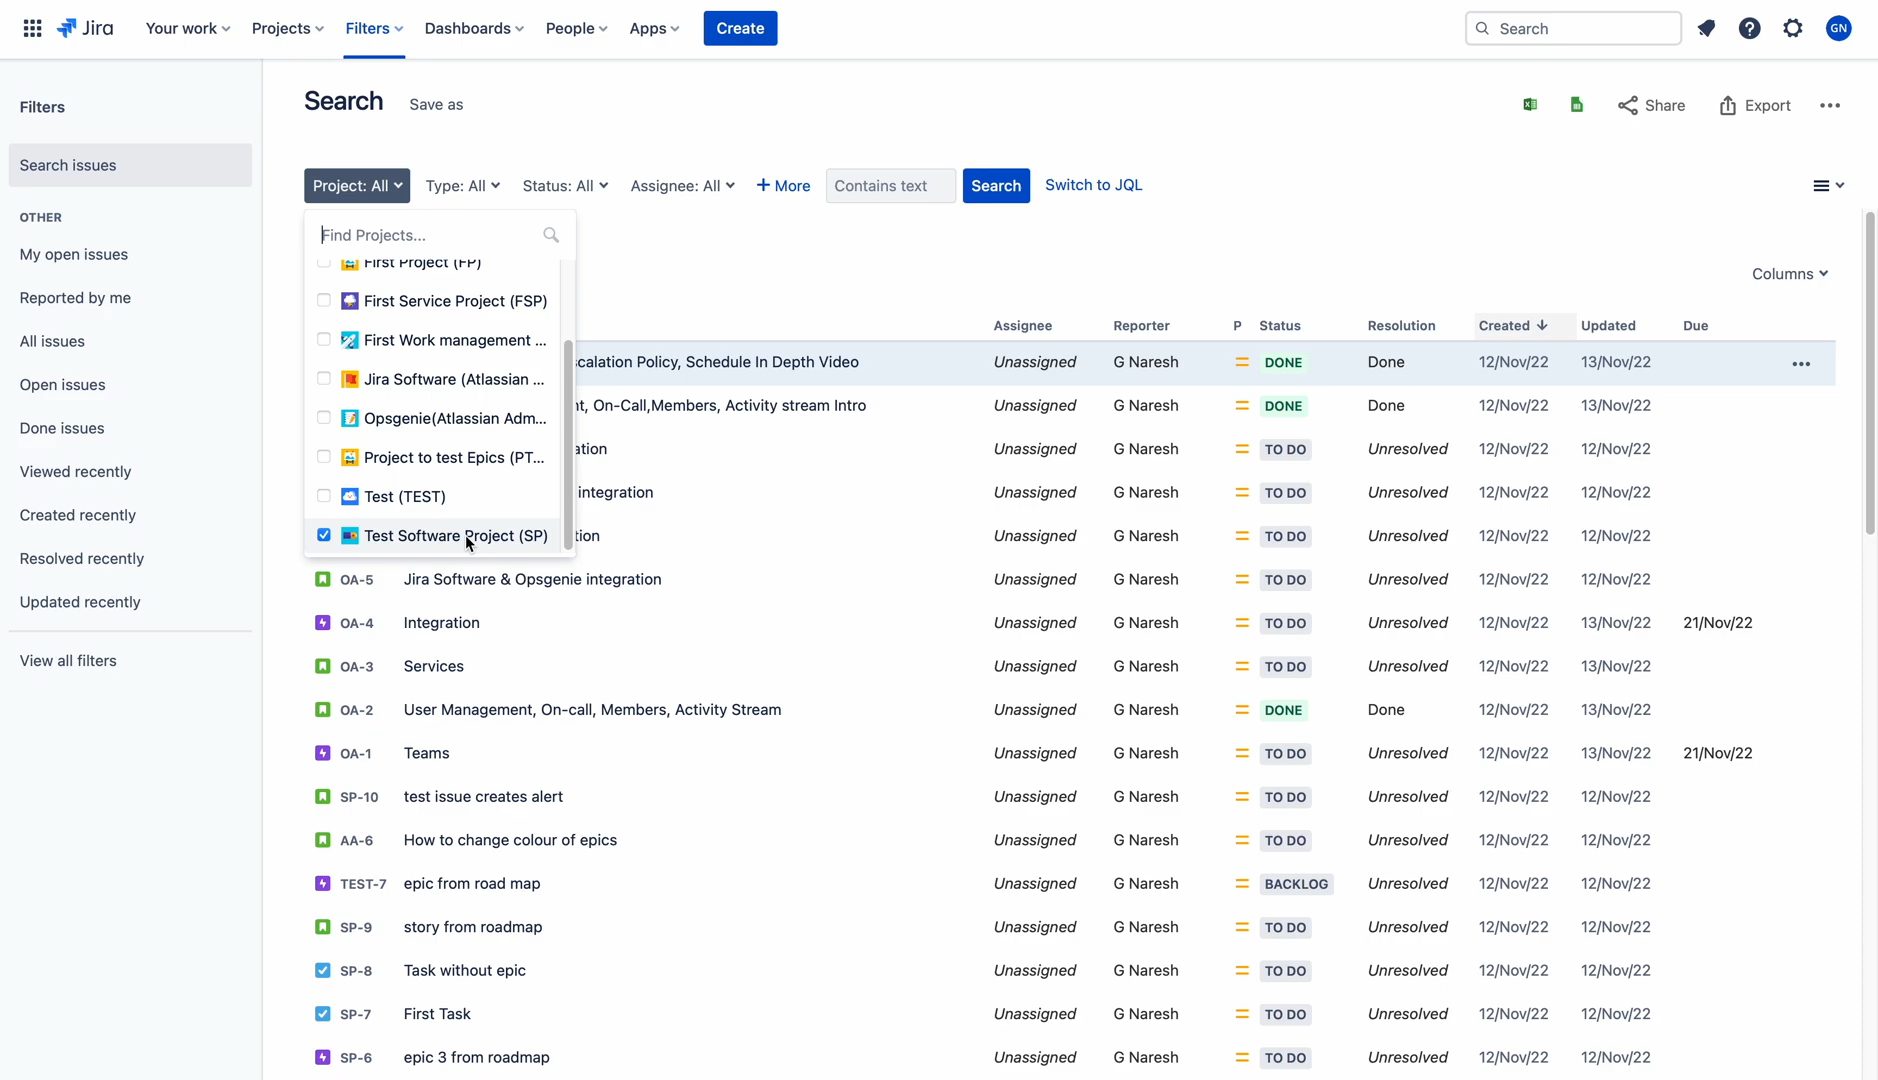 Jira Your work Projects Filters Dashboards People Apps Create Search GN
Filters
Search issues
OTHER
My open issues
Reported by me
All issues
Open issues
Done issues
Viewed recently
Created recently
Resolved recently
Updated recently
View all filters
Search Save as Share Export
Project: All Type: All Status: All Assignee: All + More Contains text Search Switch to JQL
Find Projects...
First Project (FP)
First Service Project (FSP)
First Work management ...
Jira Software (Atlassian ...
Opsgenie(Atlassian Adm...
Project to test Epics (PT...
Test (TEST)
Test Software Project (SP)
Columns
Assignee Reporter P Status Resolution Created Updated Due
scalation Policy, Schedule In Depth Video Unassigned G Naresh DONE Done 12/Nov/22 13/Nov/22
nt, On-Call,Members, Activity stream Intro Unassigned G Naresh DONE Done 12/Nov/22 13/Nov/22
ation Unassigned G Naresh TO DO Unresolved 12/Nov/22 12/Nov/22
integration Unassigned G Naresh TO DO Unresolved 12/Nov/22 12/Nov/22
tion Unassigned G Naresh TO DO Unresolved 12/Nov/22 12/Nov/22
OA-5 Jira Software & Opsgenie integration Unassigned G Naresh TO DO Unresolved 12/Nov/22 12/Nov/22
OA-4 Integration Unassigned G Naresh TO DO Unresolved 12/Nov/22 13/Nov/22 21/Nov/22
OA-3 Services Unassigned G Naresh TO DO Unresolved 12/Nov/22 13/Nov/22
OA-2 User Management, On-call, Members, Activity Stream Unassigned G Naresh DONE Done 12/Nov/22 13/Nov/22
OA-1 Teams Unassigned G Naresh TO DO Unresolved 12/Nov/22 13/Nov/22 21/Nov/22
SP-10 test issue creates alert Unassigned G Naresh TO DO Unresolved 12/Nov/22 12/Nov/22
AA-6 How to change colour of epics Unassigned G Naresh TO DO Unresolved 12/Nov/22 12/Nov/22
TEST-7 epic from road map Unassigned G Naresh BACKLOG Unresolved 12/Nov/22 12/Nov/22
SP-9 story from roadmap Unassigned G Naresh TO DO Unresolved 12/Nov/22 12/Nov/22
SP-8 Task without epic Unassigned G Naresh TO DO Unresolved 12/Nov/22 12/Nov/22
SP-7 First Task Unassigned G Naresh TO DO Unresolved 12/Nov/22 12/Nov/22
SP-6 epic 3 from roadmap Unassigned G Naresh TO DO Unresolved 12/Nov/22 12/Nov/22